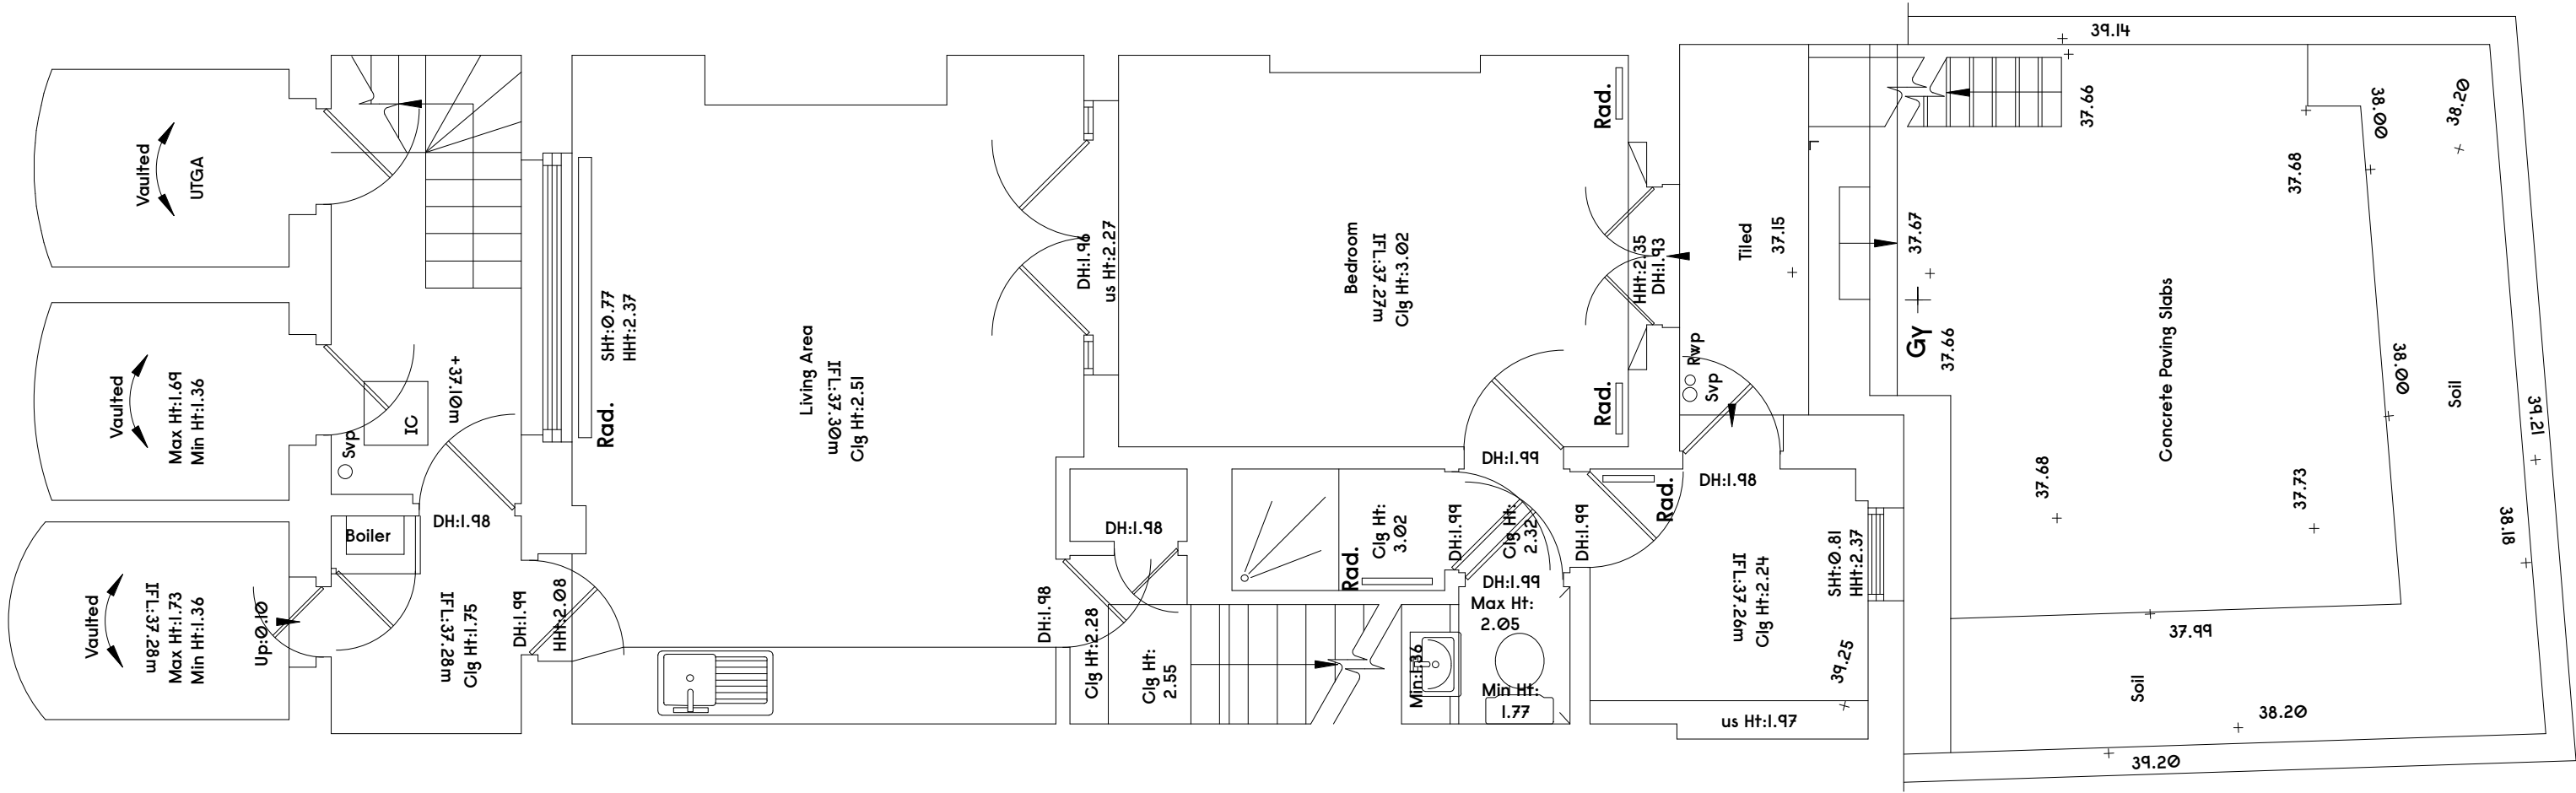 Vaulted
UTGA
Vaulted
Max Ht:1.69
Min Ht:1.36
Vaulted
IFL:37.28m
Max Ht:1.73
Min Ht:1.36
Up:0.10
Svp
IC
+37.10m
Boiler
DH:1.98
IFL:37.28m
Clg Ht:1.75
DH:1.99
HHt:2.08
SHt:0.77
HHt:2.37
Rad.
Living Area
IFL:37.30m
Clg Ht:2.51
DH:1.96
us Ht:2.27
DH:1.98
DH:1.98
Clg Ht:2.28
Clg Ht:
2.55
Bedroom
IFL:37.27m
Clg Ht:3.02
Rad.
Rad.
HHt:2.35
DH:1.93
DH:1.99
Rad.
Clg Ht:
3.02
DH:1.99
Clg Ht:
2.32
DH:1.99
DH:1.99
Max Ht:
2.05
Min:1.36
Min Ht:
1.77
Rad.
DH:1.98
IFL:37.26m
Clg Ht:2.24
SHt:0.81
HHt:2.37
39.25
us Ht:1.97
Tiled
37.15
Rwp
Svp
37.67
Gy
37.66
39.14
37.66
38.00
38.20
37.68
Concrete Paving Slabs
38.00
Soil
39.21
37.68
37.73
38.18
37.99
Soil
38.20
39.20